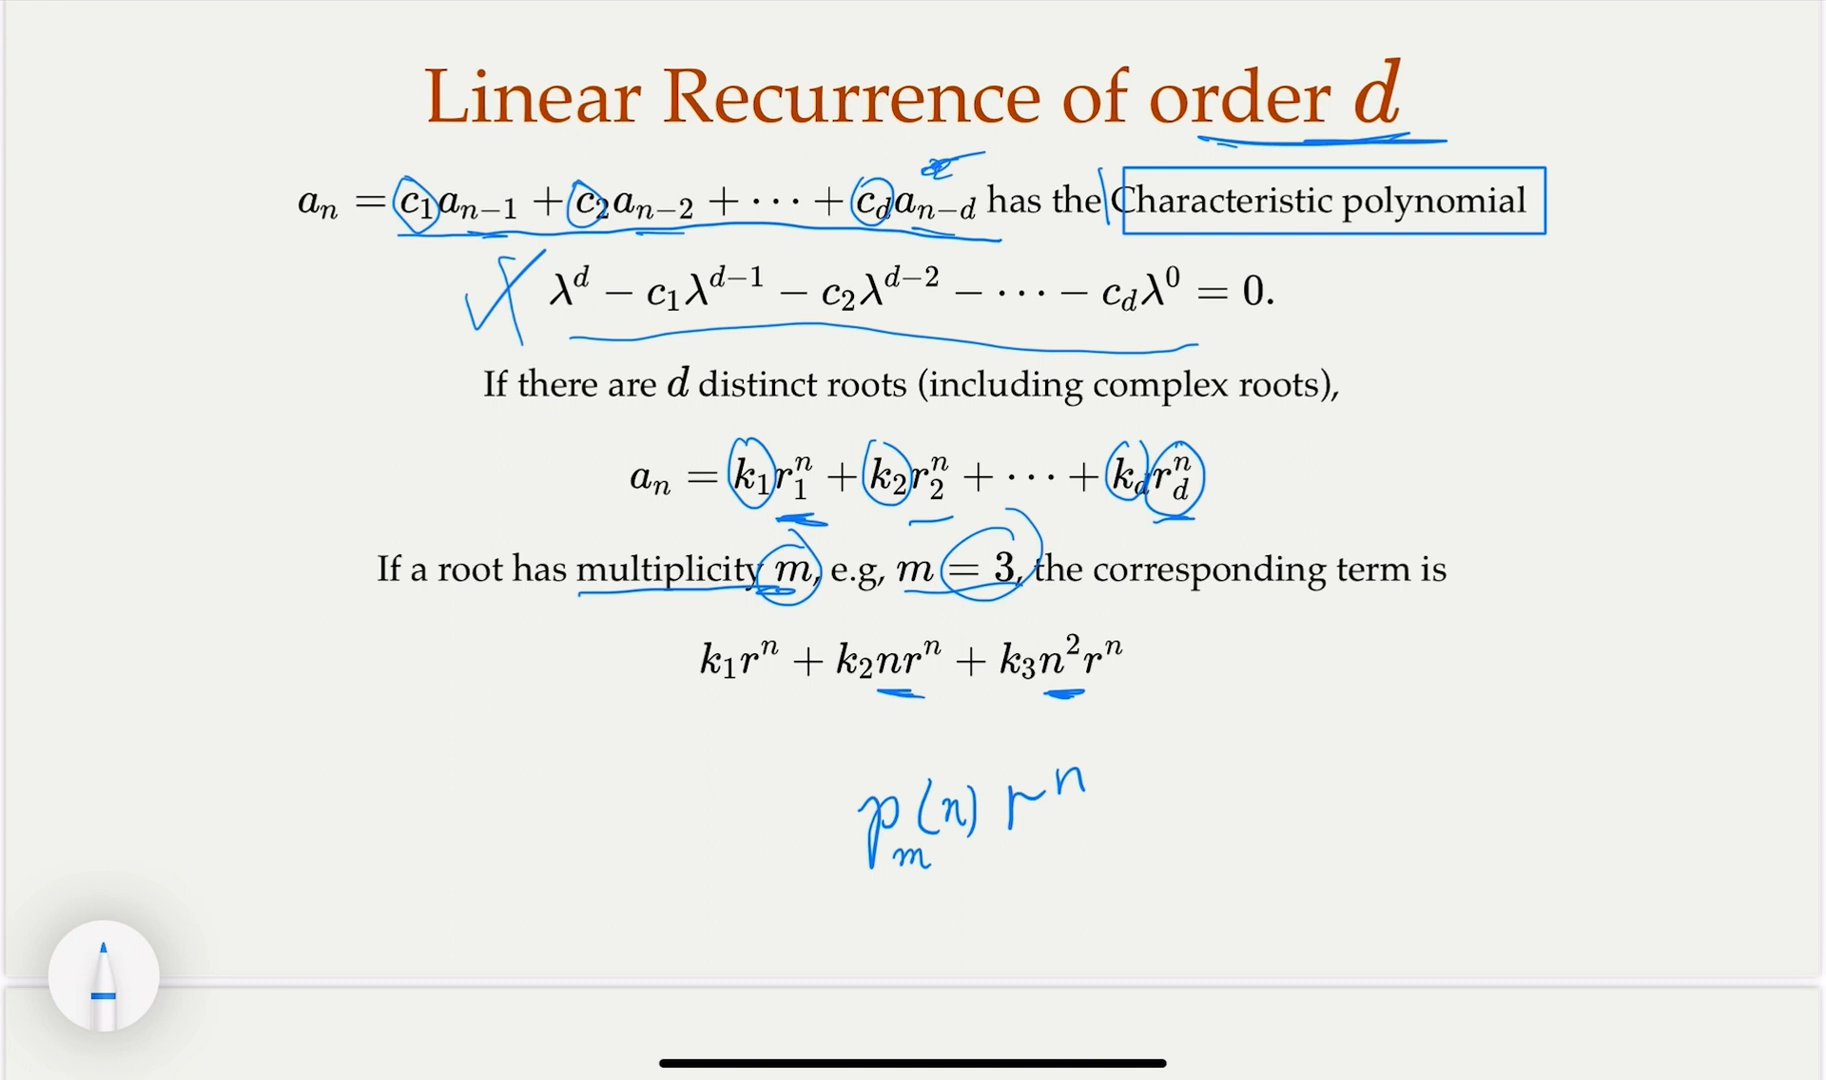 Linear Recurrence of order d
aₙ = c₁aₙ₋₁ + c₂aₙ₋₂ + ⋯ + c_d aₙ₋d has the Characteristic polynomial
λ^d − c₁λ^{d−1} − c₂λ^{d−2} − ⋯ − c_dλ⁰ = 0.
If there are d distinct roots (including complex roots),
aₙ = k₁r₁ⁿ + k₂r₂ⁿ + ⋯ + k_d r_dⁿ
If a root has multiplicity m, e.g, m = 3, the corresponding term is
k₁rⁿ + k₂nrⁿ + k₃n²rⁿ
pₘ(n) rⁿ